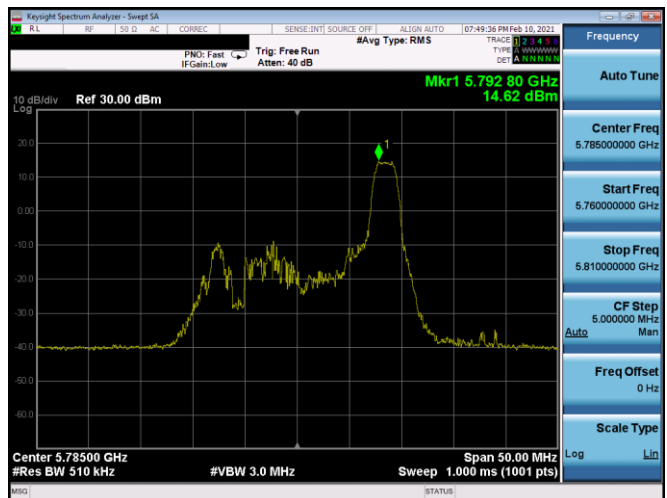 Keysight Spectrum Analyzer - Swept SA
RL RF 50 Ω AC CORREC SENSE:INT SOURCE OFF ALIGN AUTO 07:49:36 PM Feb 10, 2021
#Avg Type: RMS
TRACE 1 2 3 4 5 6
TYPE A WWWWW
DET A N N N N N
PNO: Fast
IFGain:Low
Trig: Free Run
Atten: 40 dB
Mkr1 5.792 80 GHz
14.62 dBm
10 dB/div
Log
Ref 30.00 dBm
1
20.0
10.0
0.00
-10.0
-20.0
-30.0
-40.0
-50.0
-60.0
Center 5.78500 GHz
Span 50.00 MHz
#Res BW 510 kHz
#VBW 3.0 MHz
Sweep 1.000 ms (1001 pts)
MSG
STATUS
Frequency
Auto Tune
Center Freq
5.785000000 GHz
Start Freq
5.760000000 GHz
Stop Freq
5.810000000 GHz
CF Step
5.000000 MHz
Auto Man
Freq Offset
0 Hz
Scale Type
Log Lin